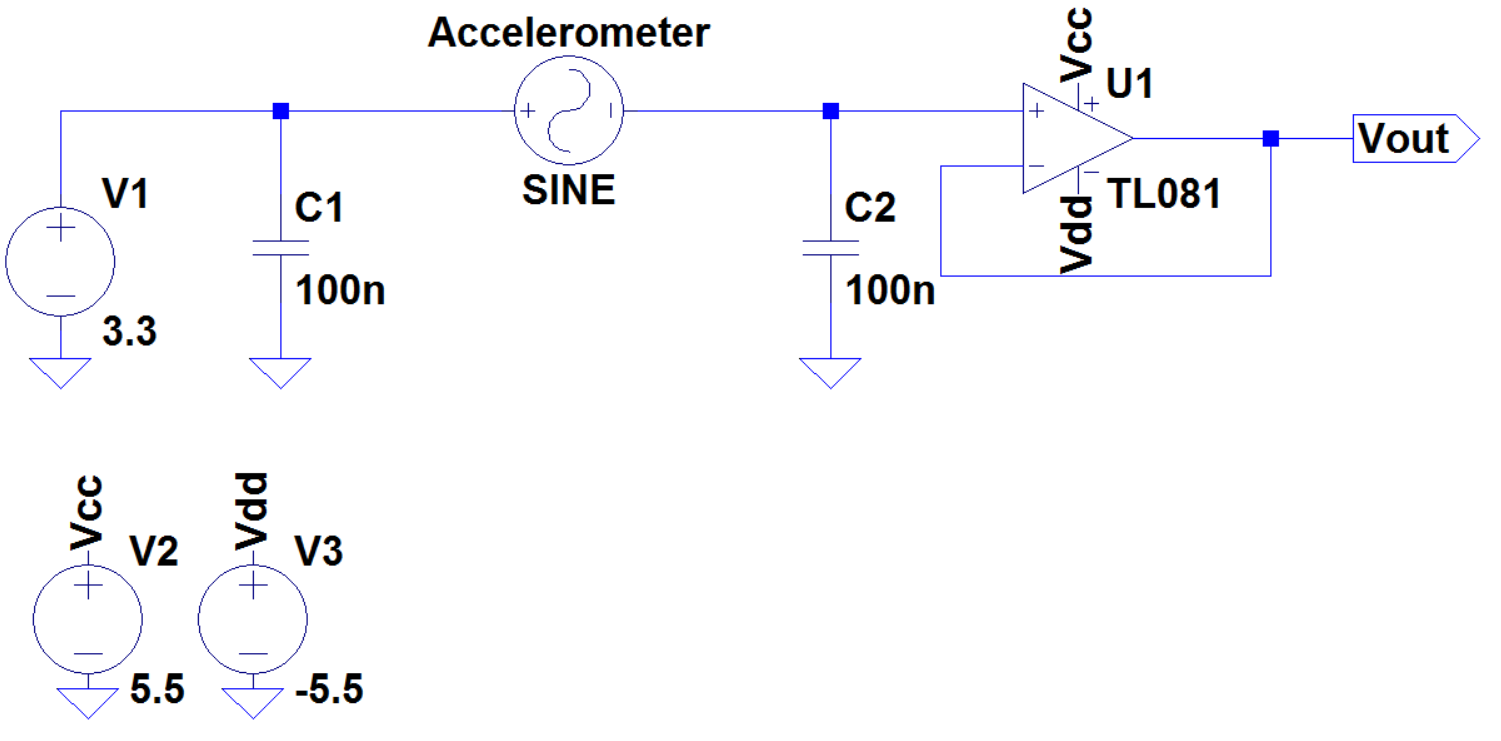 Accelerometer
SINE
V1
3.3
C1
100n
C2
100n
Vcc
U1
TL081
Vdd
Vout
Vcc
V2
5.5
Vdd
V3
-5.5